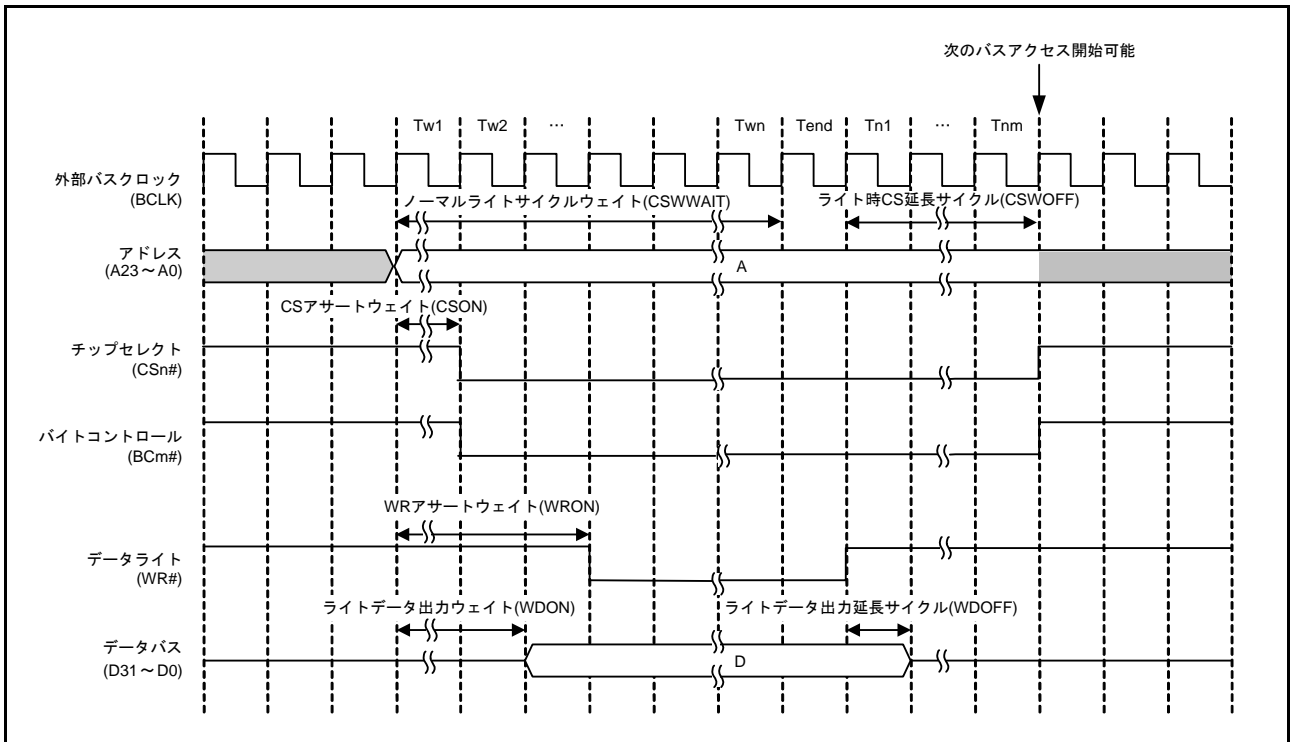 次のバスアクセス開始可能
Tw1 Tw2 … Twn Tend Tn1 … Tnm
外部バスクロック
(BCLK)
ノーマルライトサイクルウェイト(CSWWAIT)
ライト時CS延長サイクル(CSWOFF)
アドレス
(A23～A0)
A
CSアサートウェイト(CSON)
チップセレクト
(CSn#)
バイトコントロール
(BCm#)
WRアサートウェイト(WRON)
データライト
(WR#)
ライトデータ出力ウェイト(WDON)
ライトデータ出力延長サイクル(WDOFF)
データバス
(D31～D0)
D